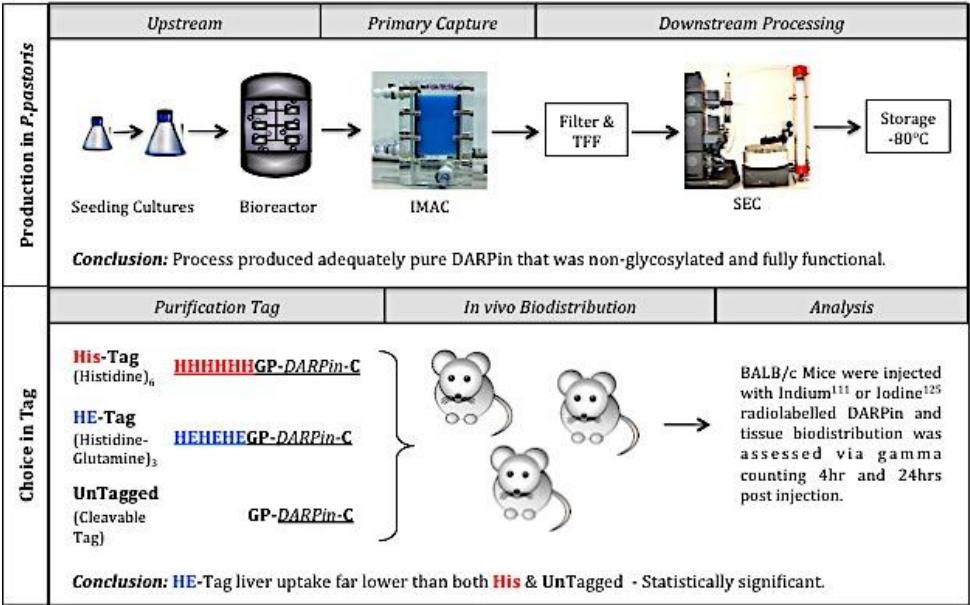 Production in P.pastoris
Upstream
Primary Capture
Downstream Processing
Filter &
TFF
Storage
-80°C
Seeding Cultures
Bioreactor
IMAC
SEC
Conclusion: Process produced adequately pure DARPin that was non-glycosylated and fully functional.
Choice in Tag
Purification Tag
In vivo Biodistribution
Analysis
His-Tag
(Histidine)₆
HHHHHHGP-DARPin-C
HE-Tag
(Histidine-
Glutamine)₃
HEHEHEGP-DARPin-C
UnTagged
(Cleavable
Tag)
GP-DARPin-C
BALB/c Mice were injected
with Indium¹¹¹ or Iodine¹²⁵
radiolabelled DARPin and
tissue biodistribution was
assessed via gamma
counting 4hr and 24hrs
post injection.
Conclusion: HE-Tag liver uptake far lower than both His & UnTagged - Statistically significant.